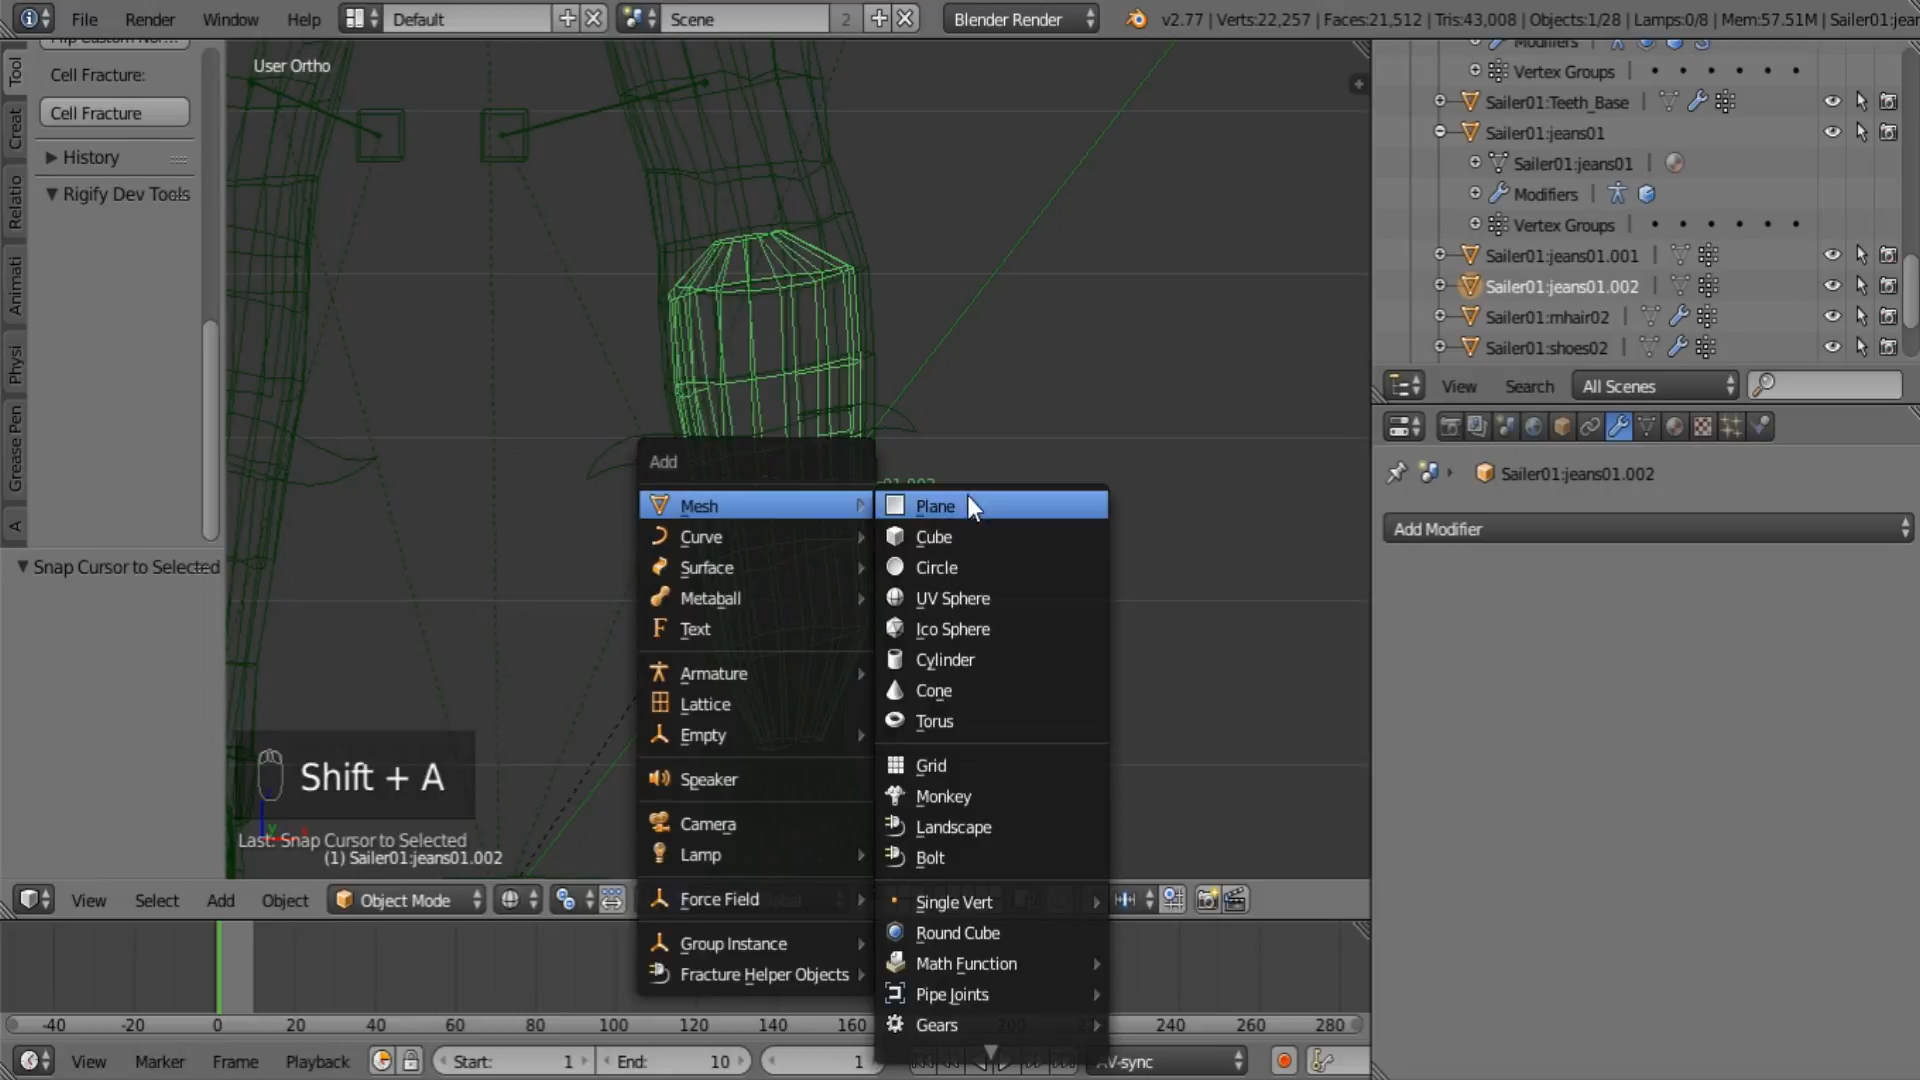 File Render Window Help Default Scene 2 Blender Render v2.77 | Verts:22,257 | Faces:21,512 | Tris:43,008 | Objects:1/28 | Lamps:0/8 | Mem:57.51M | Sailer01:jean
User Ortho
Tool
Creat
Relatio
Animati
Physi
Grease Pen
A
Cell Fracture:
Cell Fracture
History
Rigify Dev Tools
Snap Cursor to Selected
Shift + A
Last: Snap Cursor to Selected
(1) Sailer01:jeans01.002
Add
Mesh
Curve
Surface
Metaball
Text
Armature
Lattice
Empty
Speaker
Camera
Lamp
Force Field
Group Instance
Fracture Helper Objects
Plane
Cube
Circle
UV Sphere
Ico Sphere
Cylinder
Cone
Torus
Grid
Monkey
Landscape
Bolt
Single Vert
Round Cube
Math Function
Pipe Joints
Gears
Modifiers
Vertex Groups
Sailer01:Teeth_Base
Sailer01:jeans01
Sailer01:jeans01
Modifiers
Vertex Groups
Sailer01:jeans01.001
Sailer01:jeans01.002
Sailer01:mhair02
Sailer01:shoes02
View Search All Scenes
Sailer01:jeans01.002
Add Modifier
View Select Add Object Object Mode
-40 -20 0 20 40 60 80 100 120 140 160 240 260 280
View Marker Frame Playback Start: 1 End: 10 1 AV-sync